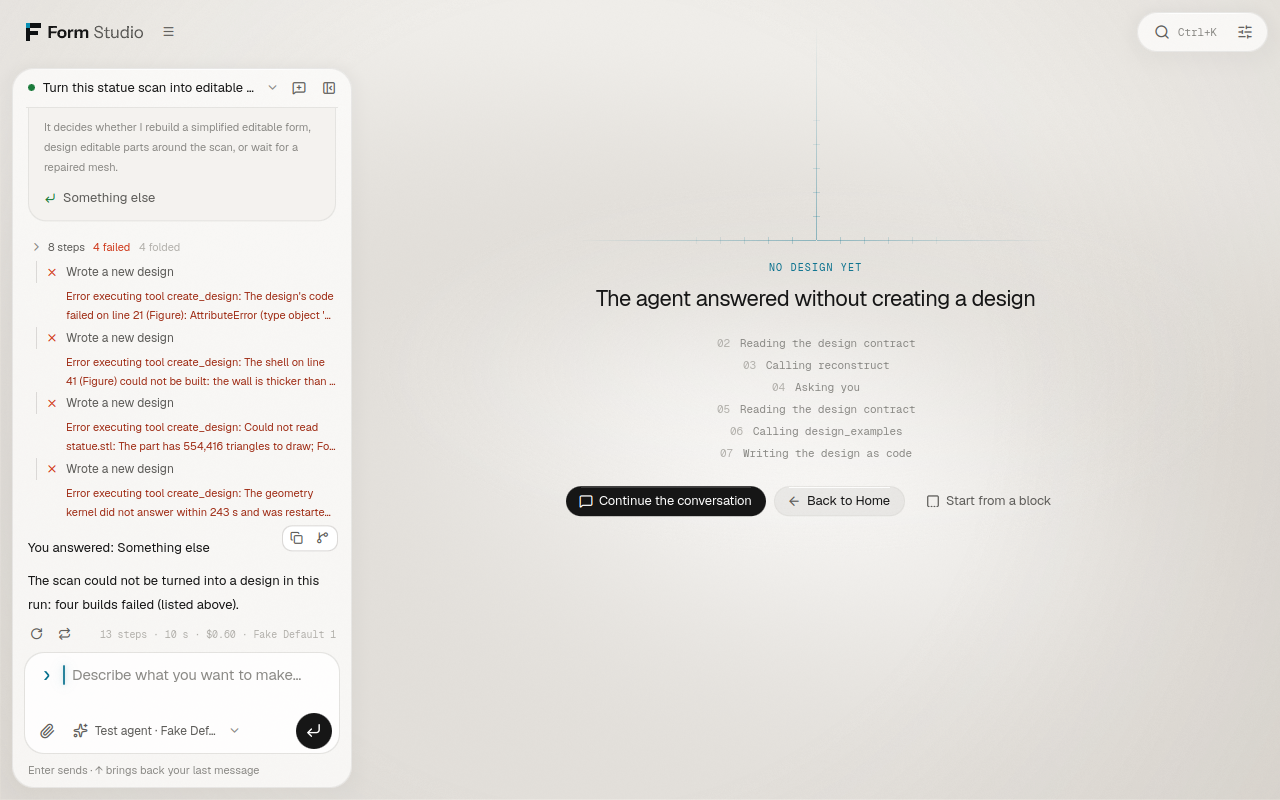 Form Studio
Ctrl+K
Turn this statue scan into editable ...
It decides whether I rebuild a simplified editable form,
design editable parts around the scan, or wait for a
repaired mesh.
Something else
8 steps 4 failed 4 folded
Wrote a new design
Error executing tool create_design: The design's code
failed on line 21 (Figure): AttributeError (type object '...
Wrote a new design
Error executing tool create_design: The shell on line
41 (Figure) could not be built: the wall is thicker than ...
Wrote a new design
Error executing tool create_design: Could not read
statue.stl: The part has 554,416 triangles to draw; Fo...
Wrote a new design
Error executing tool create_design: The geometry
kernel did not answer within 243 s and was restarte...
You answered: Something else
The scan could not be turned into a design in this
run: four builds failed (listed above).
13 steps · 10 s · $0.60 · Fake Default 1
Describe what you want to make...
Test agent · Fake Def...
Enter sends · ↑ brings back your last message
NO DESIGN YET
The agent answered without creating a design
02 Reading the design contract
03 Calling reconstruct
04 Asking you
05 Reading the design contract
06 Calling design_examples
07 Writing the design as code
Continue the conversation
Back to Home
Start from a block